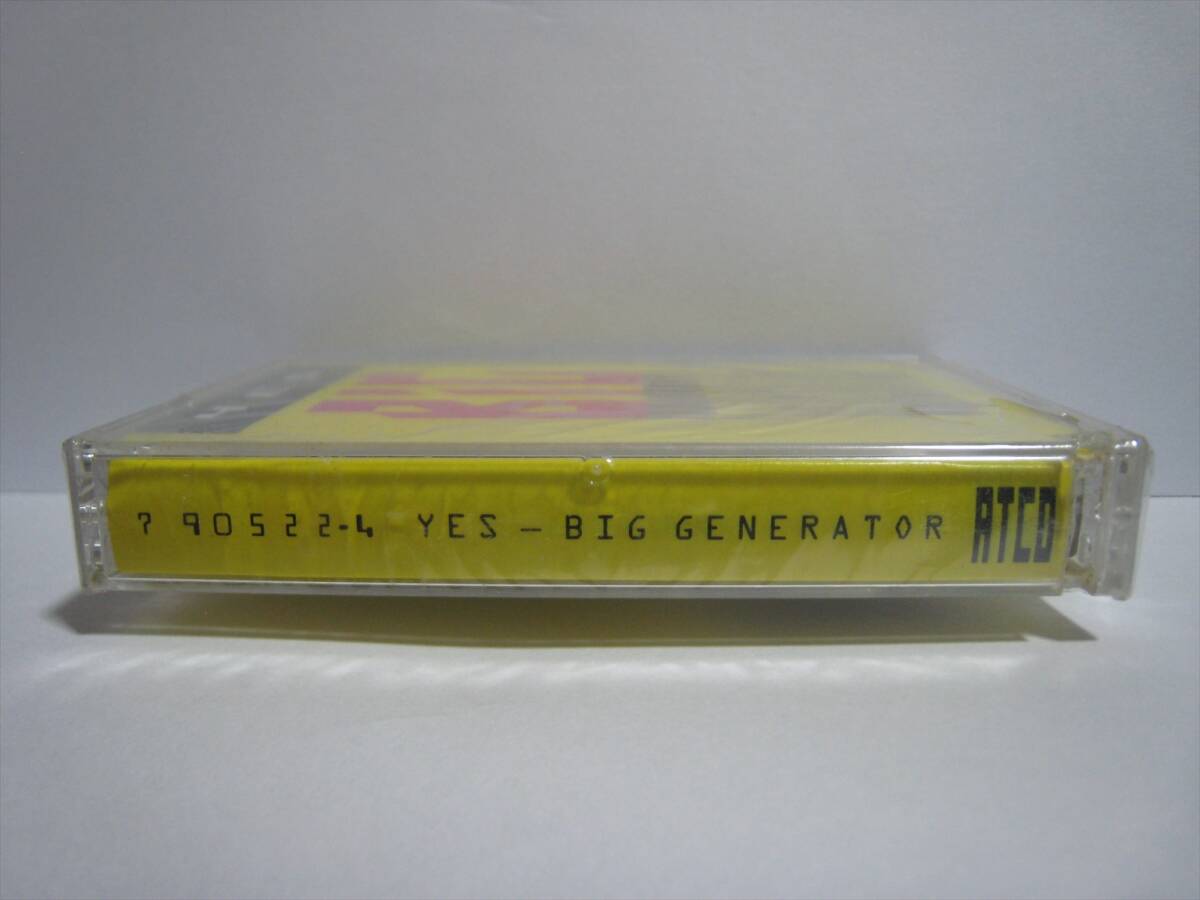 7 90522-4 YES – BIG GENERATOR ATCO